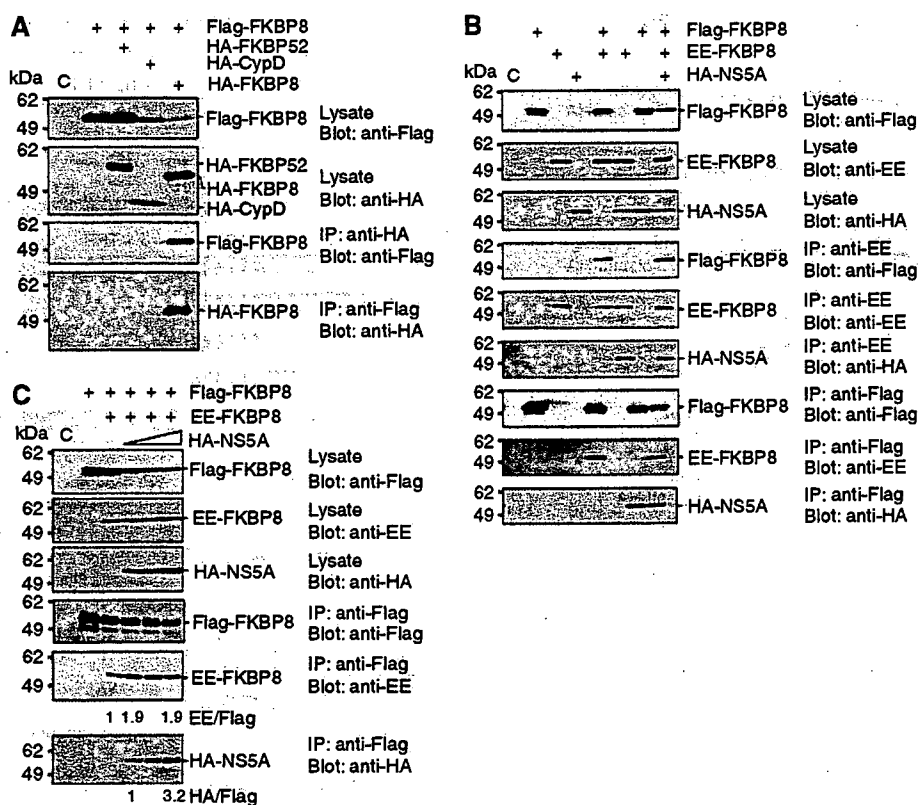 A
+ + + + Flag-FKBP8
+ HA-FKBP52
+ HA-CypD
kDa C + HA-FKBP8
62
49
Flag-FKBP8
Lysate
Blot: anti-Flag
62
49
HA-FKBP52
HA-FKBP8
HA-CypD
Lysate
Blot: anti-HA
62
49
Flag-FKBP8
IP: anti-HA
Blot: anti-Flag
62
49
HA-FKBP8
IP: anti-Flag
Blot: anti-HA
B
+ + + + Flag-FKBP8
+ + + + EE-FKBP8
kDa C + + HA-NS5A
62
49
Flag-FKBP8
Lysate
Blot: anti-Flag
62
49
EE-FKBP8
Lysate
Blot: anti-EE
62
49
HA-NS5A
Lysate
Blot: anti-HA
62
49
Flag-FKBP8
IP: anti-EE
Blot: anti-Flag
62
49
EE-FKBP8
IP: anti-EE
Blot: anti-EE
62
49
HA-NS5A
IP: anti-EE
Blot: anti-HA
62
49
Flag-FKBP8
IP: anti-Flag
Blot: anti-Flag
62
49
EE-FKBP8
IP: anti-Flag
Blot: anti-EE
62
49
HA-NS5A
IP: anti-Flag
Blot: anti-HA
C
+ + + + + Flag-FKBP8
+ + + + EE-FKBP8
kDa C HA-NS5A
62
49
Flag-FKBP8
Lysate
Blot: anti-Flag
62
49
EE-FKBP8
Lysate
Blot: anti-EE
62
49
HA-NS5A
Lysate
Blot: anti-HA
62
49
Flag-FKBP8
IP: anti-Flag
Blot: anti-Flag
62
49
EE-FKBP8
IP: anti-Flag
Blot: anti-EE
1 1.9 1.9 EE/Flag
62
49
HA-NS5A
IP: anti-Flag
Blot: anti-HA
1 3.2 HA/Flag